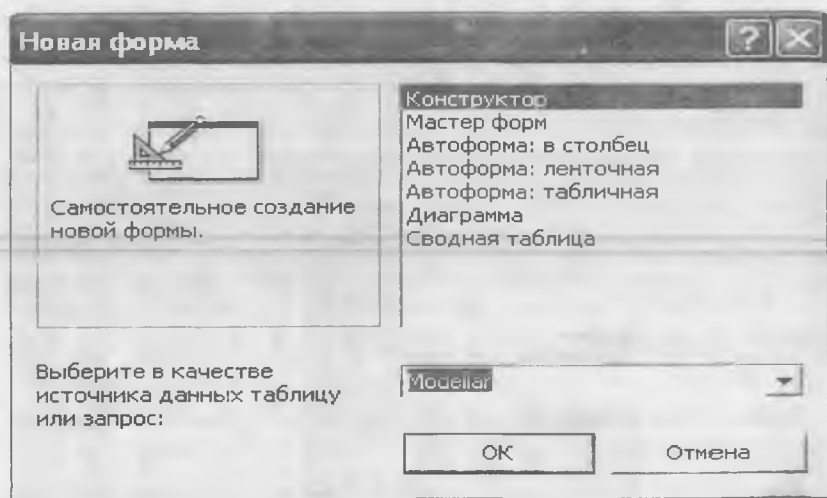 Новая форма
Самостоятельное создание
новой формы.
Конструктор
Мастер форм
Автоформа: в столбец
Автоформа: ленточная
Автоформа: табличная
Диаграмма
Сводная таблица
Выберите в качестве
источника данных таблицу
или запрос:
Modellar
OK
Отмена